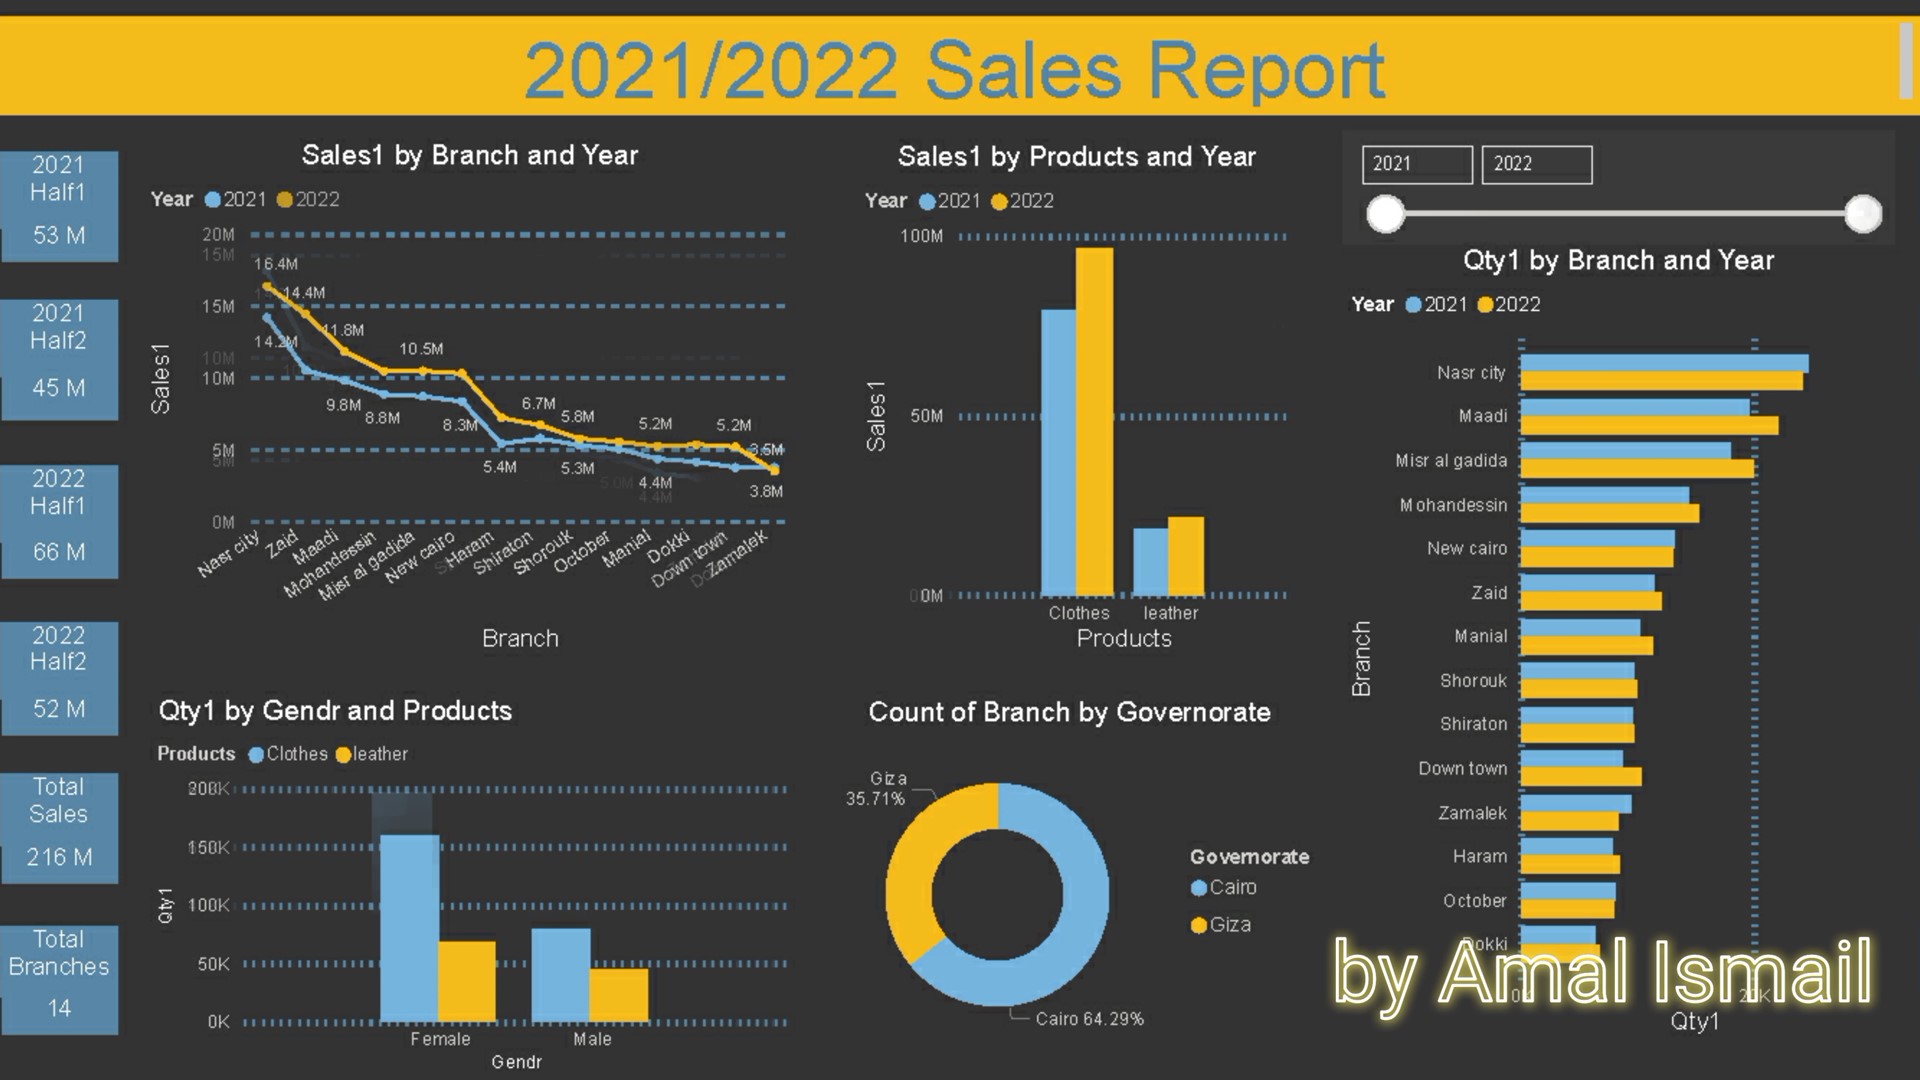 2021/2022 Sales Report
2021
Half1
53 M
2021
Half2
45 M
2022
Half1
66 M
2022
Half2
52 M
Total
Sales
216 M
Total
Branches
14
Sales1 by Branch and Year
Year 2021 2022
20M
15M
15M
10M
10M
5M
5M
0M
Sales1
16.4M
14.4M
11.8M
10.5M
6.7M
5.8M
5.2M
5.2M
3.5M
14.2M
9.8M
8.8M
8.3M
5.4M
5.3M
5.0M
4.4M
4.4M
3.8M
Nasr city
Zaid
Maadi
Mohandessin
Misr al gadida
New cairo
Haram
Shiraton
Shorouk
October
Manial
Dokki
Down town
Zamalek
Branch
Sales1 by Products and Year
Year 2021 2022
100M
50M
0M
Sales1
Clothes leather
Products
2021 2022
Qty1 by Branch and Year
Year 2021 2022
Nasr city
Maadi
Misr al gadida
Mohandessin
New cairo
Zaid
Manial
Shorouk
Shiraton
Down town
Zamalek
Haram
October
Dokki
Branch
Qty1
Qty1 by Gendr and Products
Products Clothes leather
150K
100K
50K
0K
Qty1
Female Male
Gendr
Count of Branch by Governorate
Giza
35.71%
Cairo 64.29%
Governorate
Cairo
Giza
by Amal Ismail